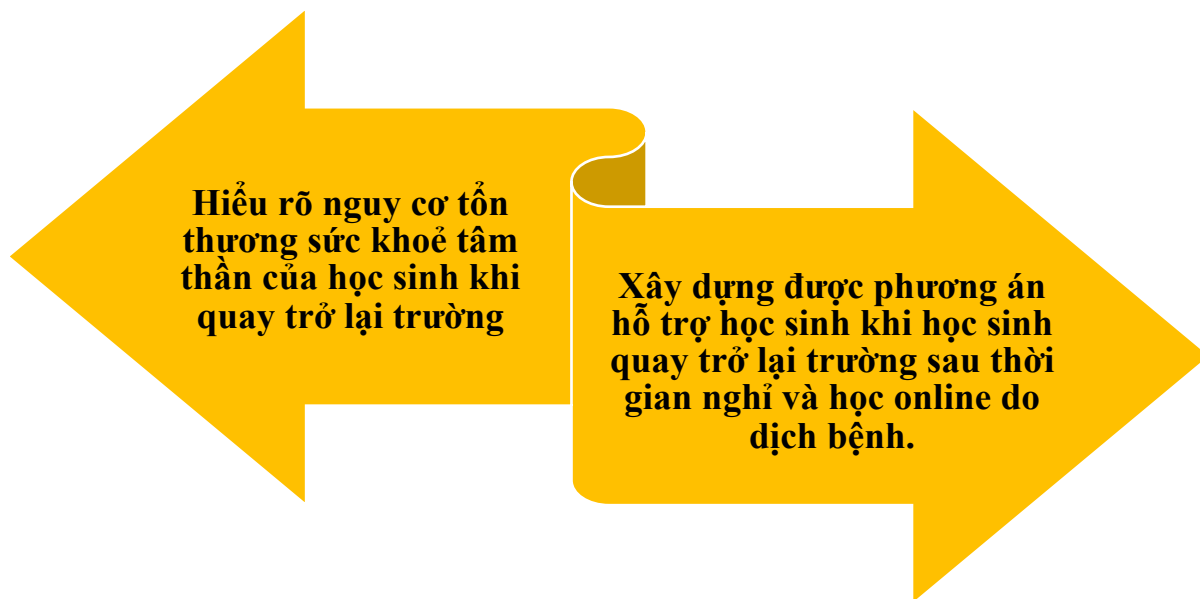 Hiểu rõ nguy cơ tổn
thương sức khoẻ tâm
thần của học sinh khi
quay trở lại trường
Xây dựng được phương án
hỗ trợ học sinh khi học sinh
quay trở lại trường sau thời
gian nghỉ và học online do
dịch bệnh.